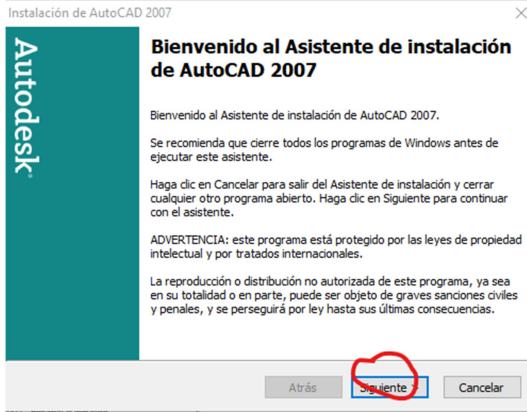 Instalación de AutoCAD 2007
Autodesk
Bienvenido al Asistente de instalación
de AutoCAD 2007
Bienvenido al Asistente de instalación de AutoCAD 2007.
Se recomienda que cierre todos los programas de Windows antes de
ejecutar este asistente.
Haga clic en Cancelar para salir del Asistente de instalación y cerrar
cualquier otro programa abierto. Haga clic en Siguiente para continuar
con el asistente.
ADVERTENCIA: este programa está protegido por las leyes de propiedad
intelectual y por tratados internacionales.
La reproducción o distribución no autorizada de este programa, ya sea
en su totalidad o en parte, puede ser objeto de graves sanciones civiles
y penales, y se perseguirá por ley hasta sus últimas consecuencias.
Atrás
Siguiente >
Cancelar